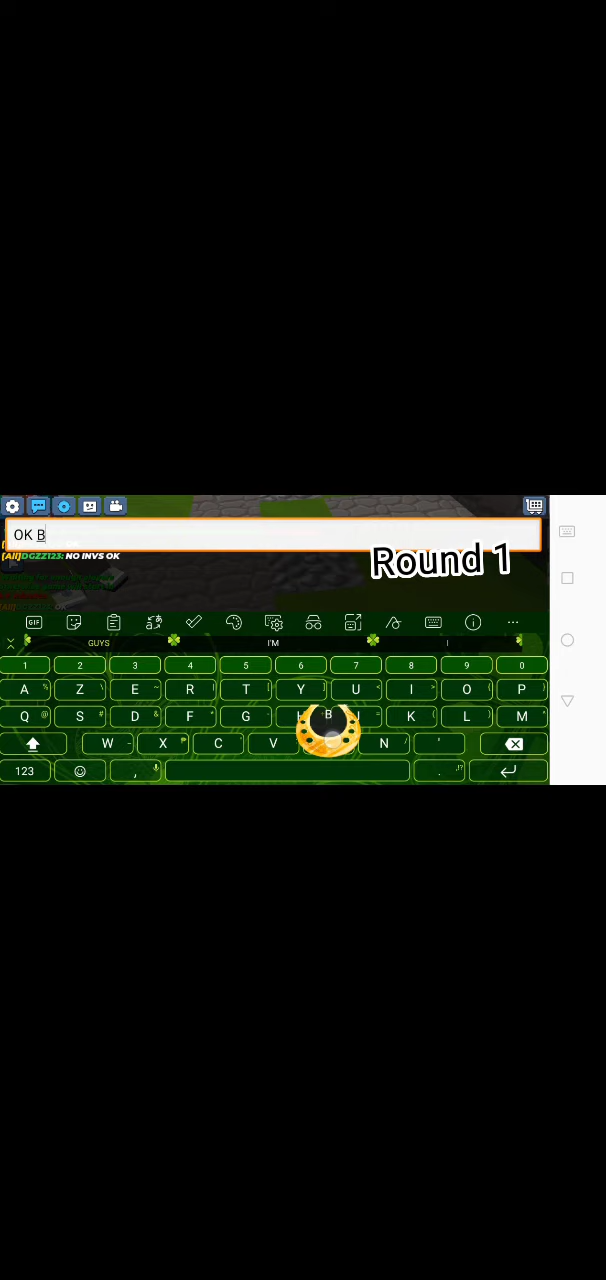 OK B
[All]DGZZ123: NO INVS OK
Round 1
GIF
GUYS I'M I
1 2 3 4 5 6 7 8 9 0
A % Z \ E ~ R | T [ Y ] U < I > O { P }
Q @ S # D & F * G - H K ( L ) M
W _ X C V N / '
123 , . ,!?
B